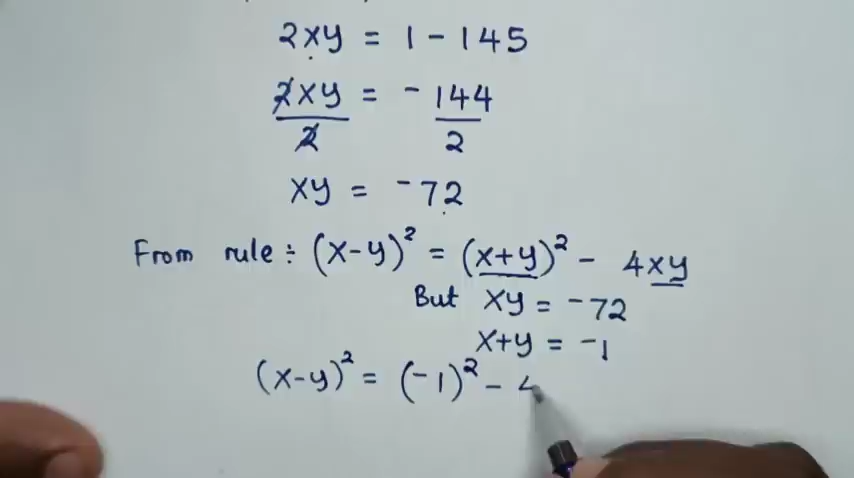 2xy = 1 - 145
2xy = -144
2 2
xy = -72
From rule ÷ (x-y)² = (x+y)² - 4xy
But xy = -72
x+y = -1
(x-y)² = (-1)² - 4